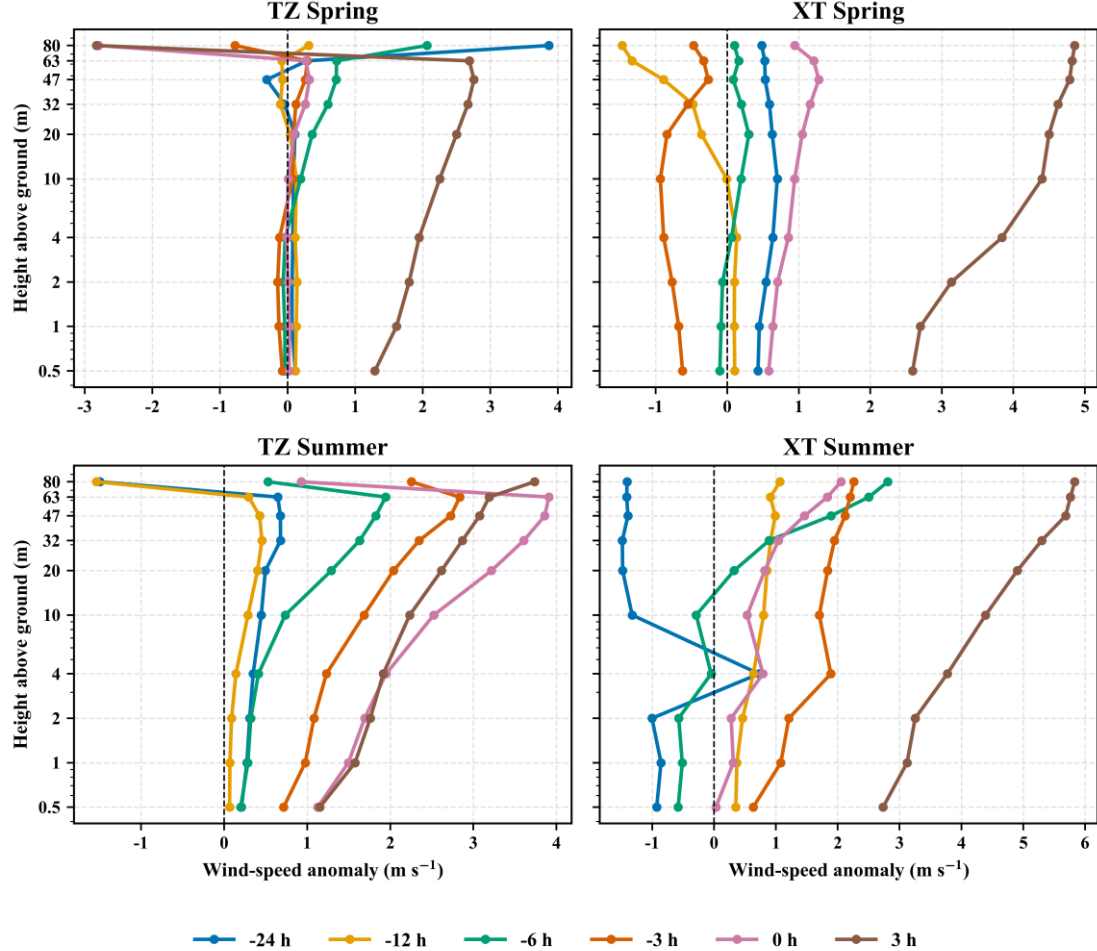 TZ Spring
XT Spring
Height above ground (m)
80
63
47
32
20
10
4
2
1
0.5
-3 -2 -1 0 1 2 3 4
-1 0 1 2 3 4 5
TZ Summer
XT Summer
Height above ground (m)
80
63
47
32
20
10
4
2
1
0.5
-1 0 1 2 3 4
-1 0 1 2 3 4 5 6
Wind-speed anomaly (m s⁻¹)
Wind-speed anomaly (m s⁻¹)
-24 h -12 h -6 h -3 h 0 h 3 h